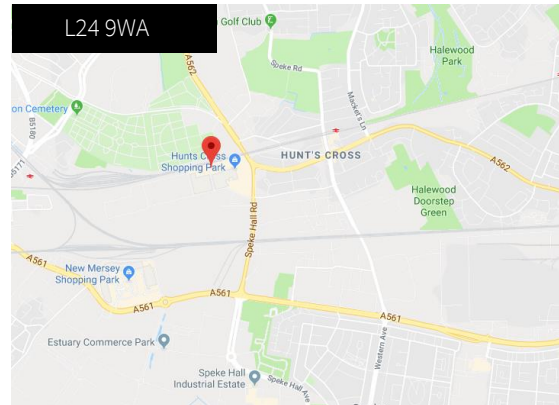 L24 9WA
Golf Club
Speke Rd
Halewood
Park
A562
on Cemetery
B5180
Mackets Ln
Hunts Cross
Shopping Park
HUNT'S CROSS
A562
B5171
Halewood
Doorstep
Green
Speke Hall Rd
A561
New Mersey
Shopping Park
A561
A561
A561
Estuary Commerce Park
Western Ave
Speke Hall
Industrial Estate
Speke Hall Ave